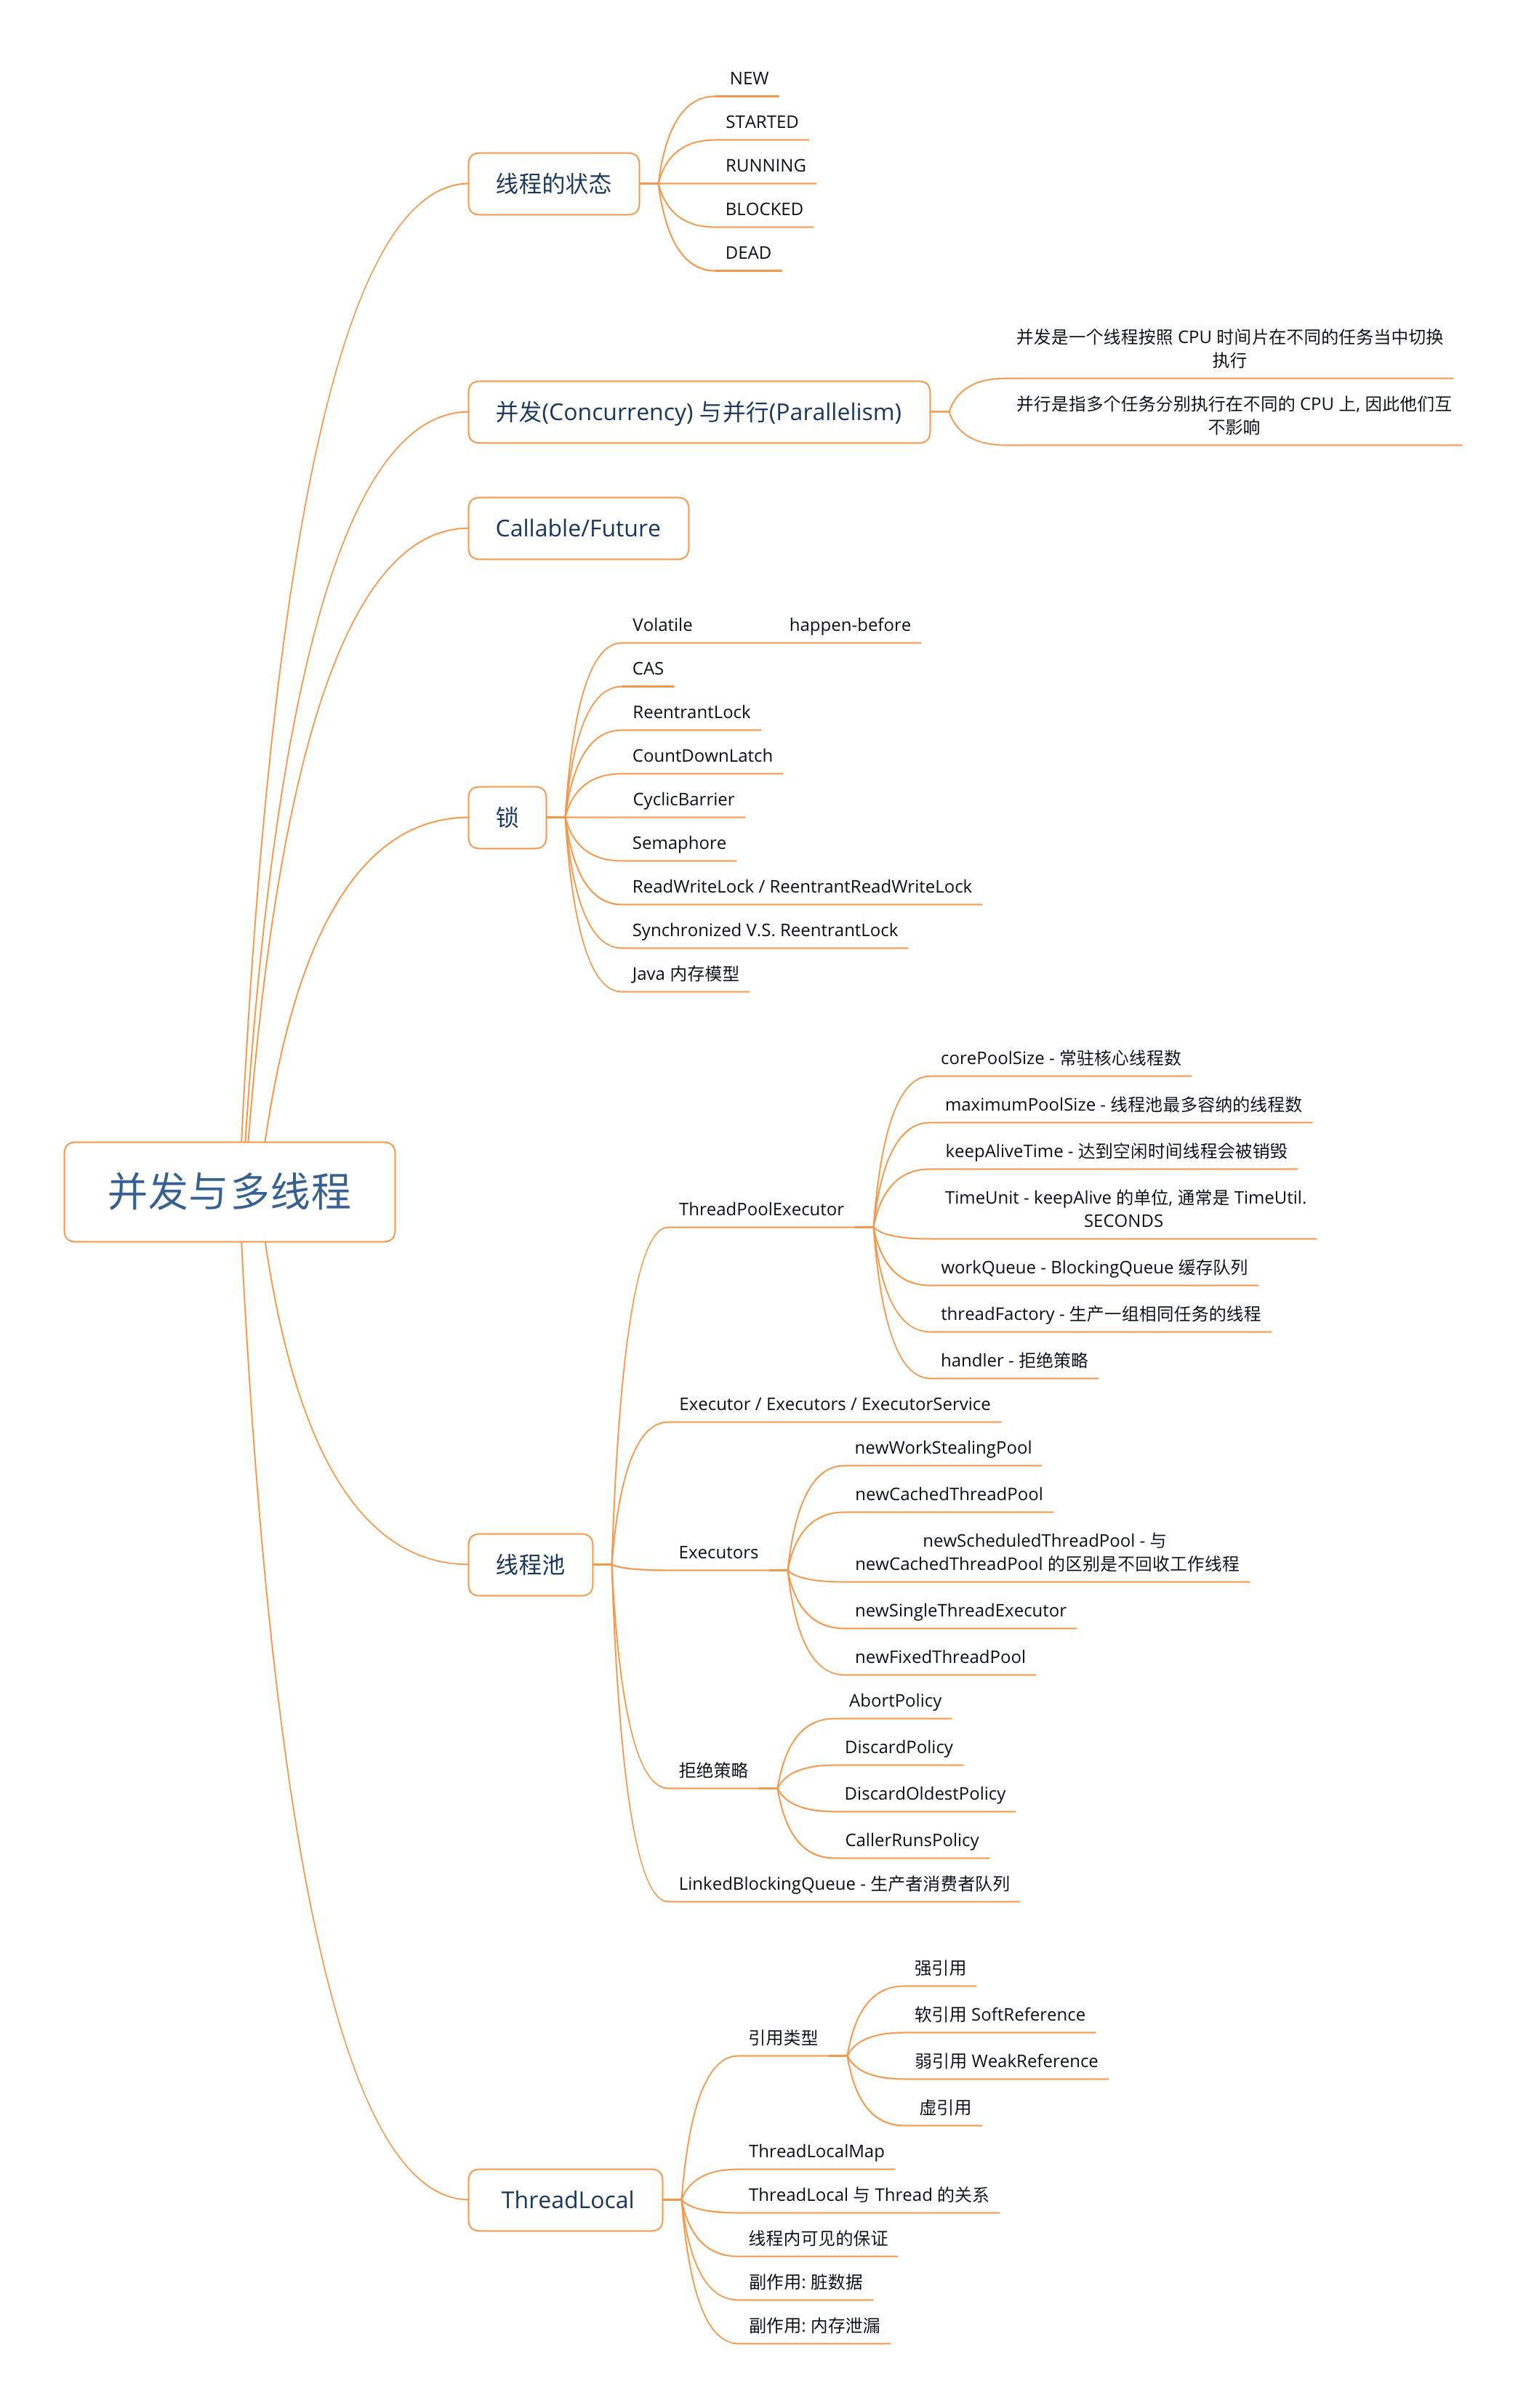 并发与多线程
线程的状态
NEW
STARTED
RUNNING
BLOCKED
DEAD
并发(Concurrency) 与并行(Parallelism)
并发是一个线程按照 CPU 时间片在不同的任务当中切换
执行
并行是指多个任务分别执行在不同的 CPU 上, 因此他们互
不影响
Callable/Future
锁
Volatile
happen-before
CAS
ReentrantLock
CountDownLatch
CyclicBarrier
Semaphore
ReadWriteLock / ReentrantReadWriteLock
Synchronized V.S. ReentrantLock
Java 内存模型
线程池
ThreadPoolExecutor
corePoolSize - 常驻核心线程数
maximumPoolSize - 线程池最多容纳的线程数
keepAliveTime - 达到空闲时间线程会被销毁
TimeUnit - keepAlive 的单位, 通常是 TimeUtil.
SECONDS
workQueue - BlockingQueue 缓存队列
threadFactory - 生产一组相同任务的线程
handler - 拒绝策略
Executor / Executors / ExecutorService
Executors
newWorkStealingPool
newCachedThreadPool
newScheduledThreadPool - 与
newCachedThreadPool 的区别是不回收工作线程
newSingleThreadExecutor
newFixedThreadPool
拒绝策略
AbortPolicy
DiscardPolicy
DiscardOldestPolicy
CallerRunsPolicy
LinkedBlockingQueue - 生产者消费者队列
ThreadLocal
引用类型
强引用
软引用 SoftReference
弱引用 WeakReference
虚引用
ThreadLocalMap
ThreadLocal 与 Thread 的关系
线程内可见的保证
副作用: 脏数据
副作用: 内存泄漏